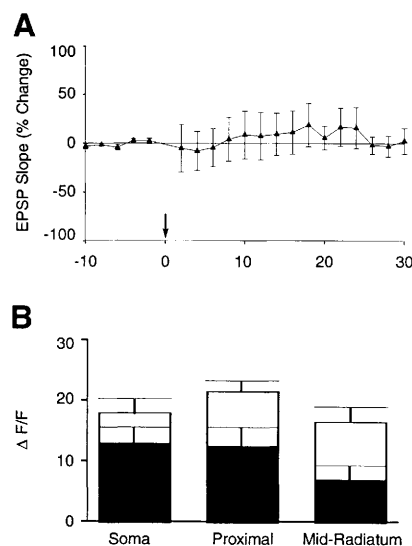 A
EPSP Slope (% Change)
100
50
0
-50
-100
-10
0
10
20
30
B
Δ F/F
30
20
10
0
Soma
Proximal
Mid-Radiatum